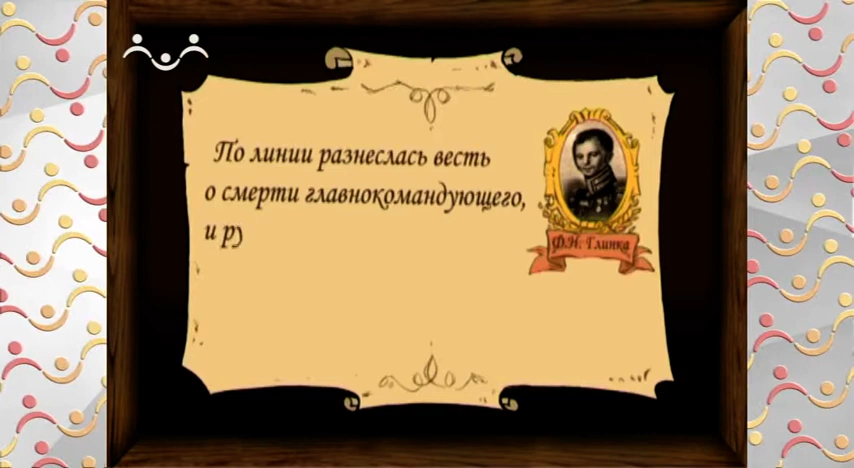 По линии разнеслась весть
о смерти главнокомандующего,
и ру
Ф.Н. Глинка